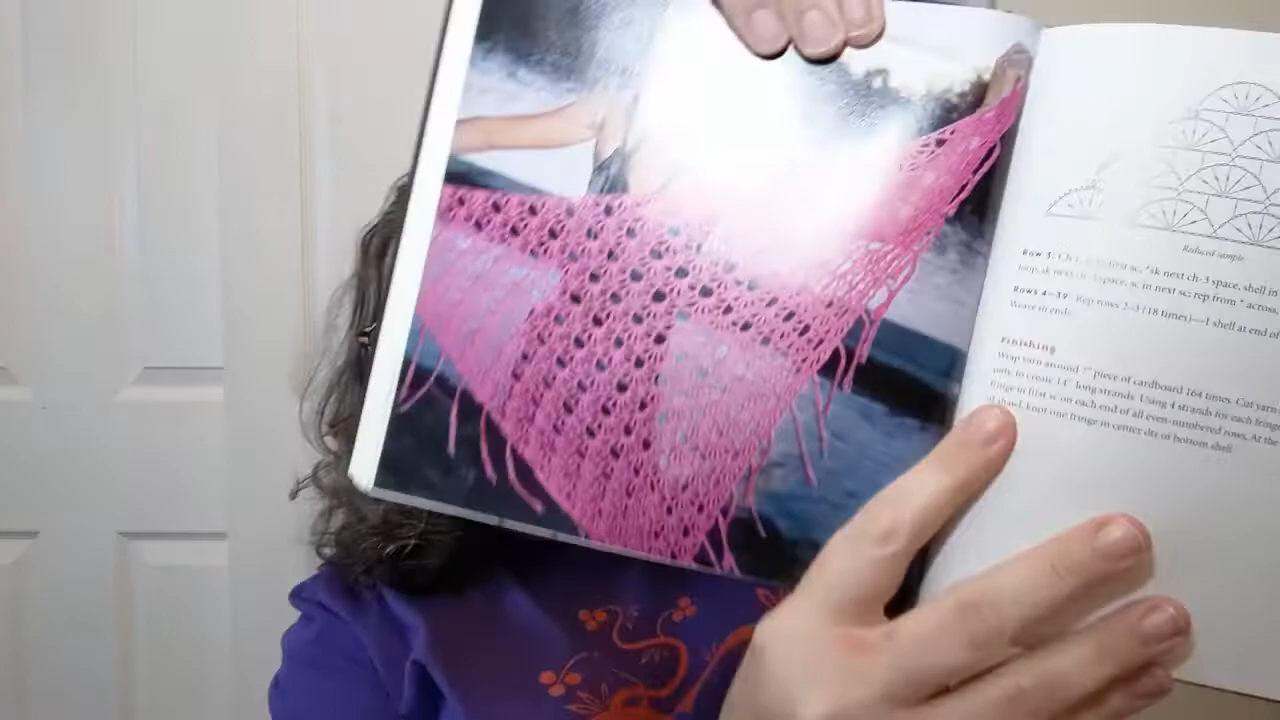 Reduced sample
Row 3: Ch 1, first sc, *sk next ch-3 space, shell in
loop, sk next ch-3 space, sc in next sc; rep from * across,
Rows 4–39: Rep rows 2–3 (18 times)—1 shell at end of
Weave in ends.
Finishing
Wrap yarn around 7" piece of cardboard 164 times. Cut yarn
only, to create 14" long strands. Using 4 strands for each fringe
fringe in first sc on each end of all even-numbered rows. At the
of shawl, knot one fringe in center dtr of bottom shell.